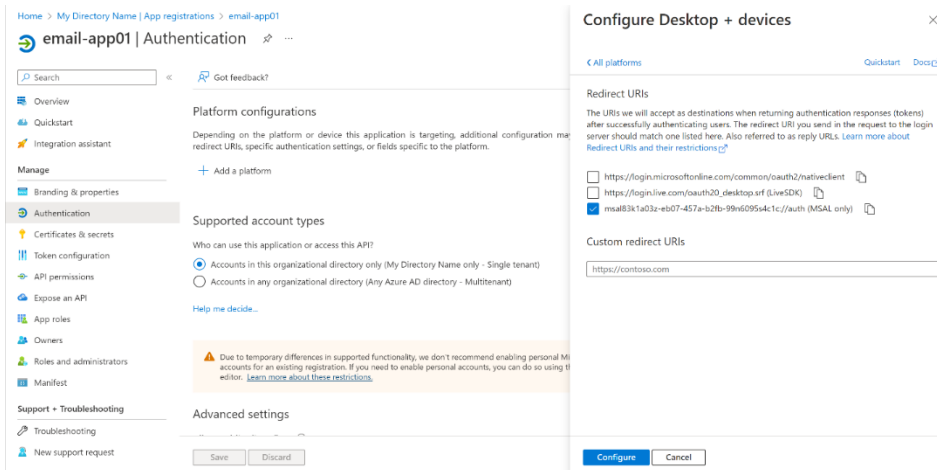 Home > My Directory Name | App registrations > email-app01
email-app01 | Authentication
Search
Overview
Quickstart
Integration assistant
Manage
Branding & properties
Authentication
Certificates & secrets
Token configuration
API permissions
Expose an API
App roles
Owners
Roles and administrators
Manifest
Support + Troubleshooting
Troubleshooting
New support request
Got feedback?
Platform configurations
Depending on the platform or device this application is targeting, additional configuration may
redirect URIs, specific authentication settings, or fields specific to the platform.
Add a platform
Supported account types
Who can use this application or access this API?
Accounts in this organizational directory only (My Directory Name only - Single tenant)
Accounts in any organizational directory (Any Azure AD directory - Multitenant)
Help me decide...
Due to temporary differences in supported functionality, we don't recommend enabling personal
accounts for an existing registration. If you need to enable personal accounts, you can do so using
editor. Learn more about these restrictions.
Advanced settings
Save Discard
Configure Desktop + devices
All platforms Quickstart Docs
Redirect URIs
The URIs we will accept as destinations when returning authentication responses (tokens)
after successfully authenticating users. The redirect URI you send in the request to the login
server should match one listed here. Also referred to as reply URLs. Learn more about
Redirect URIs and their restrictions
https://login.microsoftonline.com/common/oauth2/nativeclient
https://login.live.com/oauth20_desktop.srf (LiveSDK)
msal83k1a03z-eb07-457a-b2fb-99n6095s4c1c://auth (MSAL only)
Custom redirect URIs
https://contoso.com
Configure Cancel